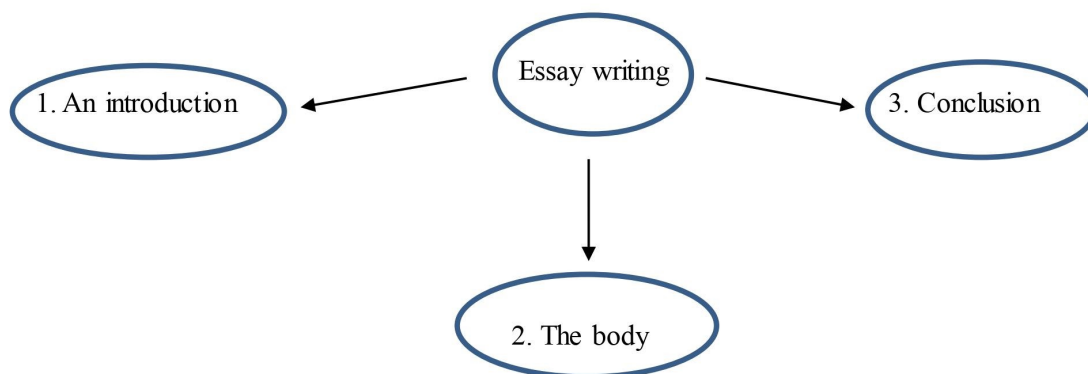 Essay writing
1. An introduction
2. The body
3. Conclusion